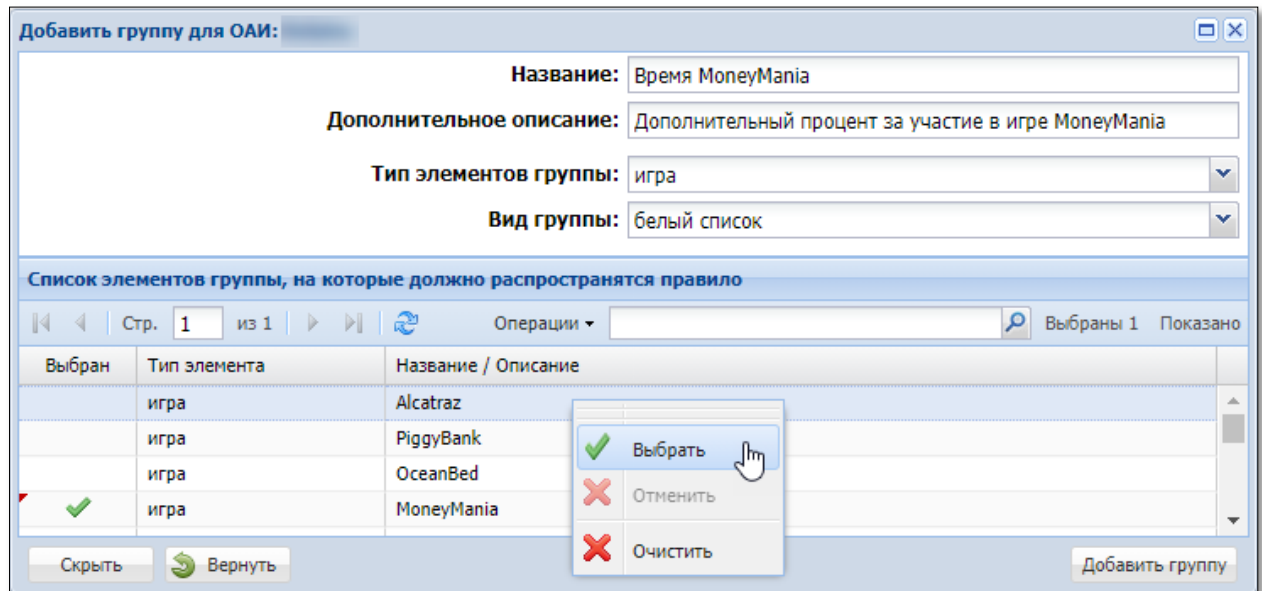 Добавить группу для ОАИ:
Название: Время MoneyMania
Дополнительное описание: Дополнительный процент за участие в игре MoneyMania
Тип элементов группы: игра
Вид группы: белый список
Список элементов группы, на которые должно распространятся правило
Стр. 1 из 1 Операции Выбраны 1 Показано
Выбран Тип элемента Название / Описание
игра Alcatraz
игра PiggyBank
Выбрать
игра OceanBed
Отменить
игра MoneyMania
Очистить
Скрыть Вернуть Добавить группу